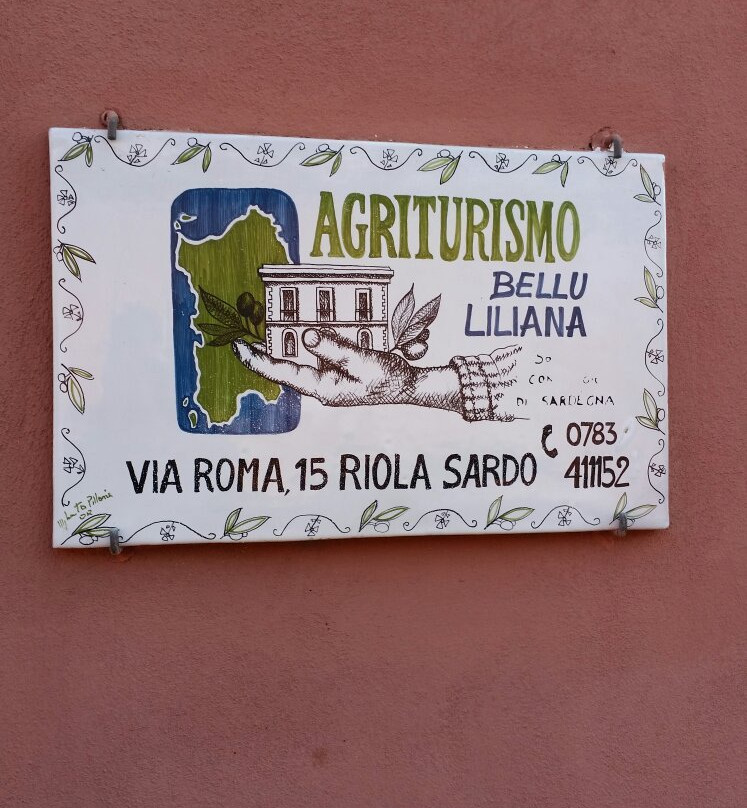 AGRITURISMO
BELLU
LILIANA
DI SARDEGNA
0783
411152
VIA ROMA, 15 RIOLA SARDO